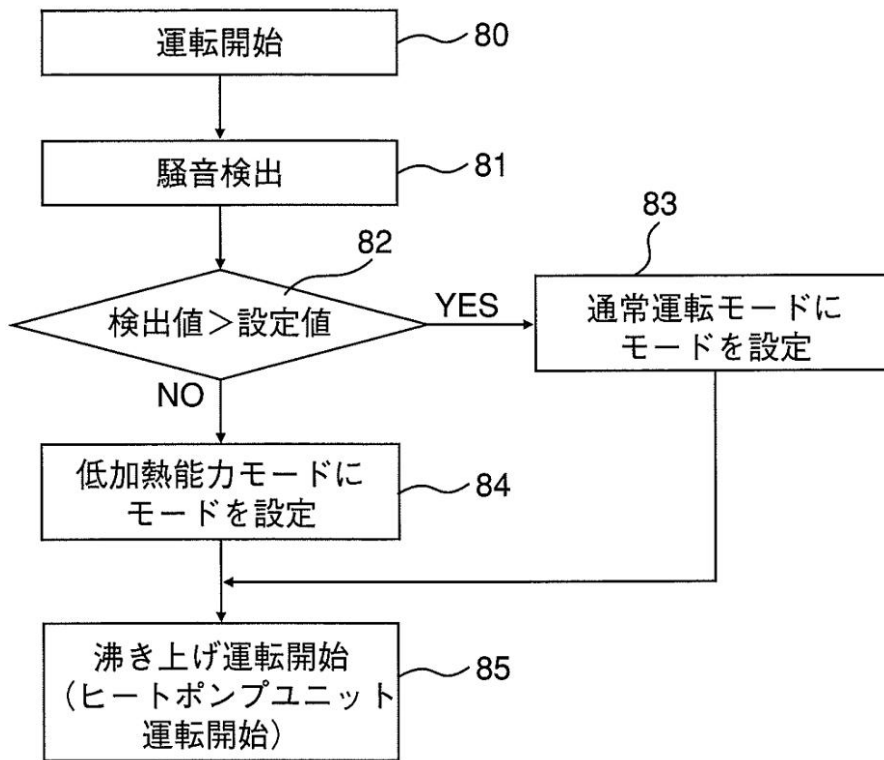 運転開始
80
騒音検出
81
82
検出値＞設定値
YES
NO
83
通常運転モードに
モードを設定
低加熱能力モードに
モードを設定
84
沸き上げ運転開始
（ヒートポンプユニット
運転開始）
85